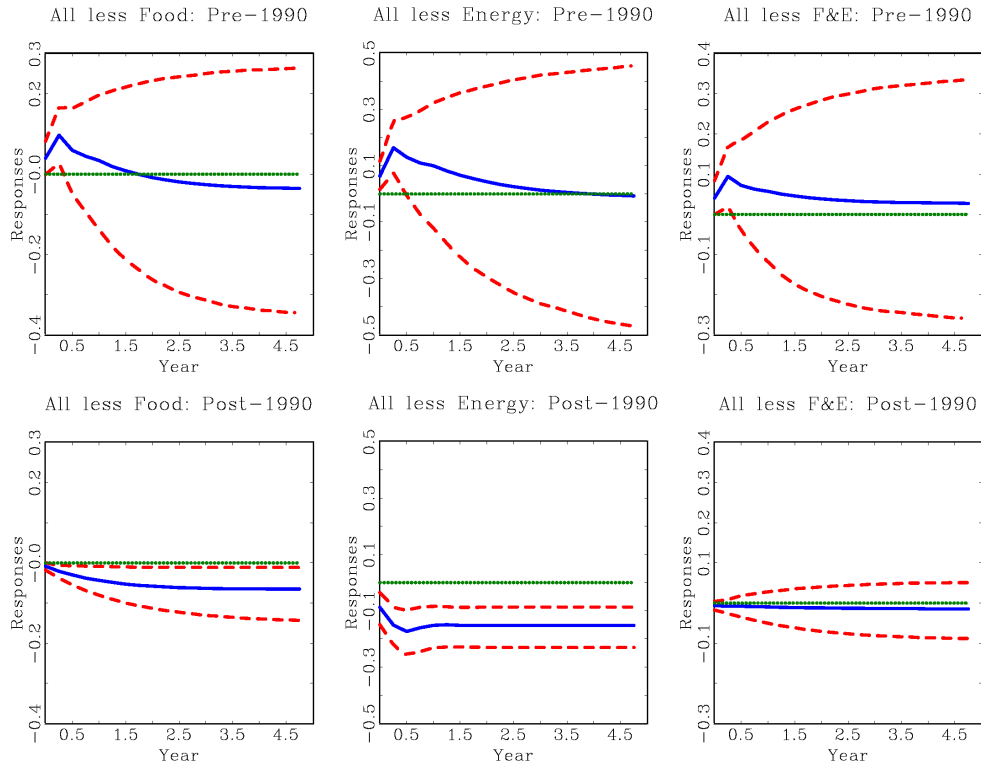 All less Food: Pre-1990
All less Energy: Pre-1990
All less F&E: Pre-1990
Responses
0.3
0.2
-0.0
-0.2
-0.4
0.5 1.5 2.5 3.5 4.5
Year
Responses
0.5
0.3
0.1
-0.1
-0.3
-0.5
0.5 1.5 2.5 3.5 4.5
Year
Responses
0.4
0.3
0.1
-0.1
-0.3
0.5 1.5 2.5 3.5 4.5
Year
All less Food: Post-1990
All less Energy: Post-1990
All less F&E: Post-1990
Responses
0.3
0.2
-0.0
-0.2
-0.4
0.5 1.5 2.5 3.5 4.5
Year
Responses
0.5
0.3
0.1
-0.1
-0.3
-0.5
0.5 1.5 2.5 3.5 4.5
Year
Responses
0.4
0.3
0.1
-0.1
-0.3
0.5 1.5 2.5 3.5 4.5
Year